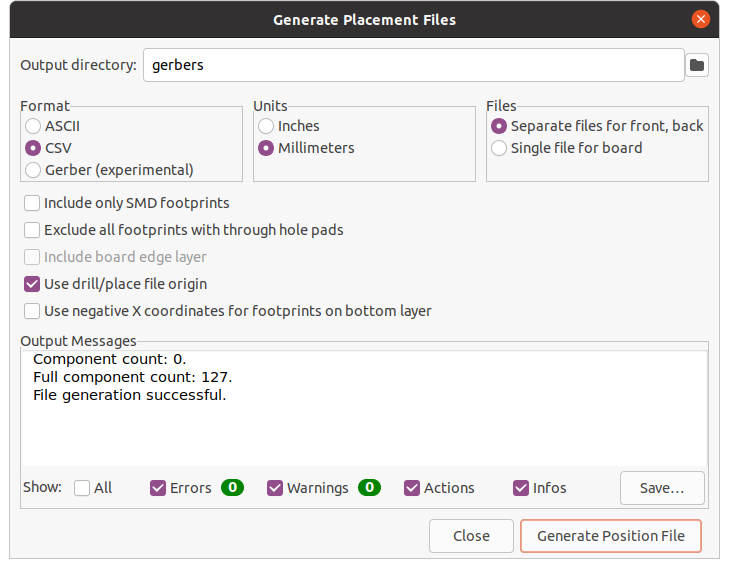 Generate Placement Files
Output directory: gerbers
Format
ASCII
CSV
Gerber (experimental)
Units
Inches
Millimeters
Files
Separate files for front, back
Single file for board
Include only SMD footprints
Exclude all footprints with through hole pads
Include board edge layer
Use drill/place file origin
Use negative X coordinates for footprints on bottom layer
Output Messages
Component count: 0.
Full component count: 127.
File generation successful.
Show: All Errors 0 Warnings 0 Actions Infos Save...
Close Generate Position File